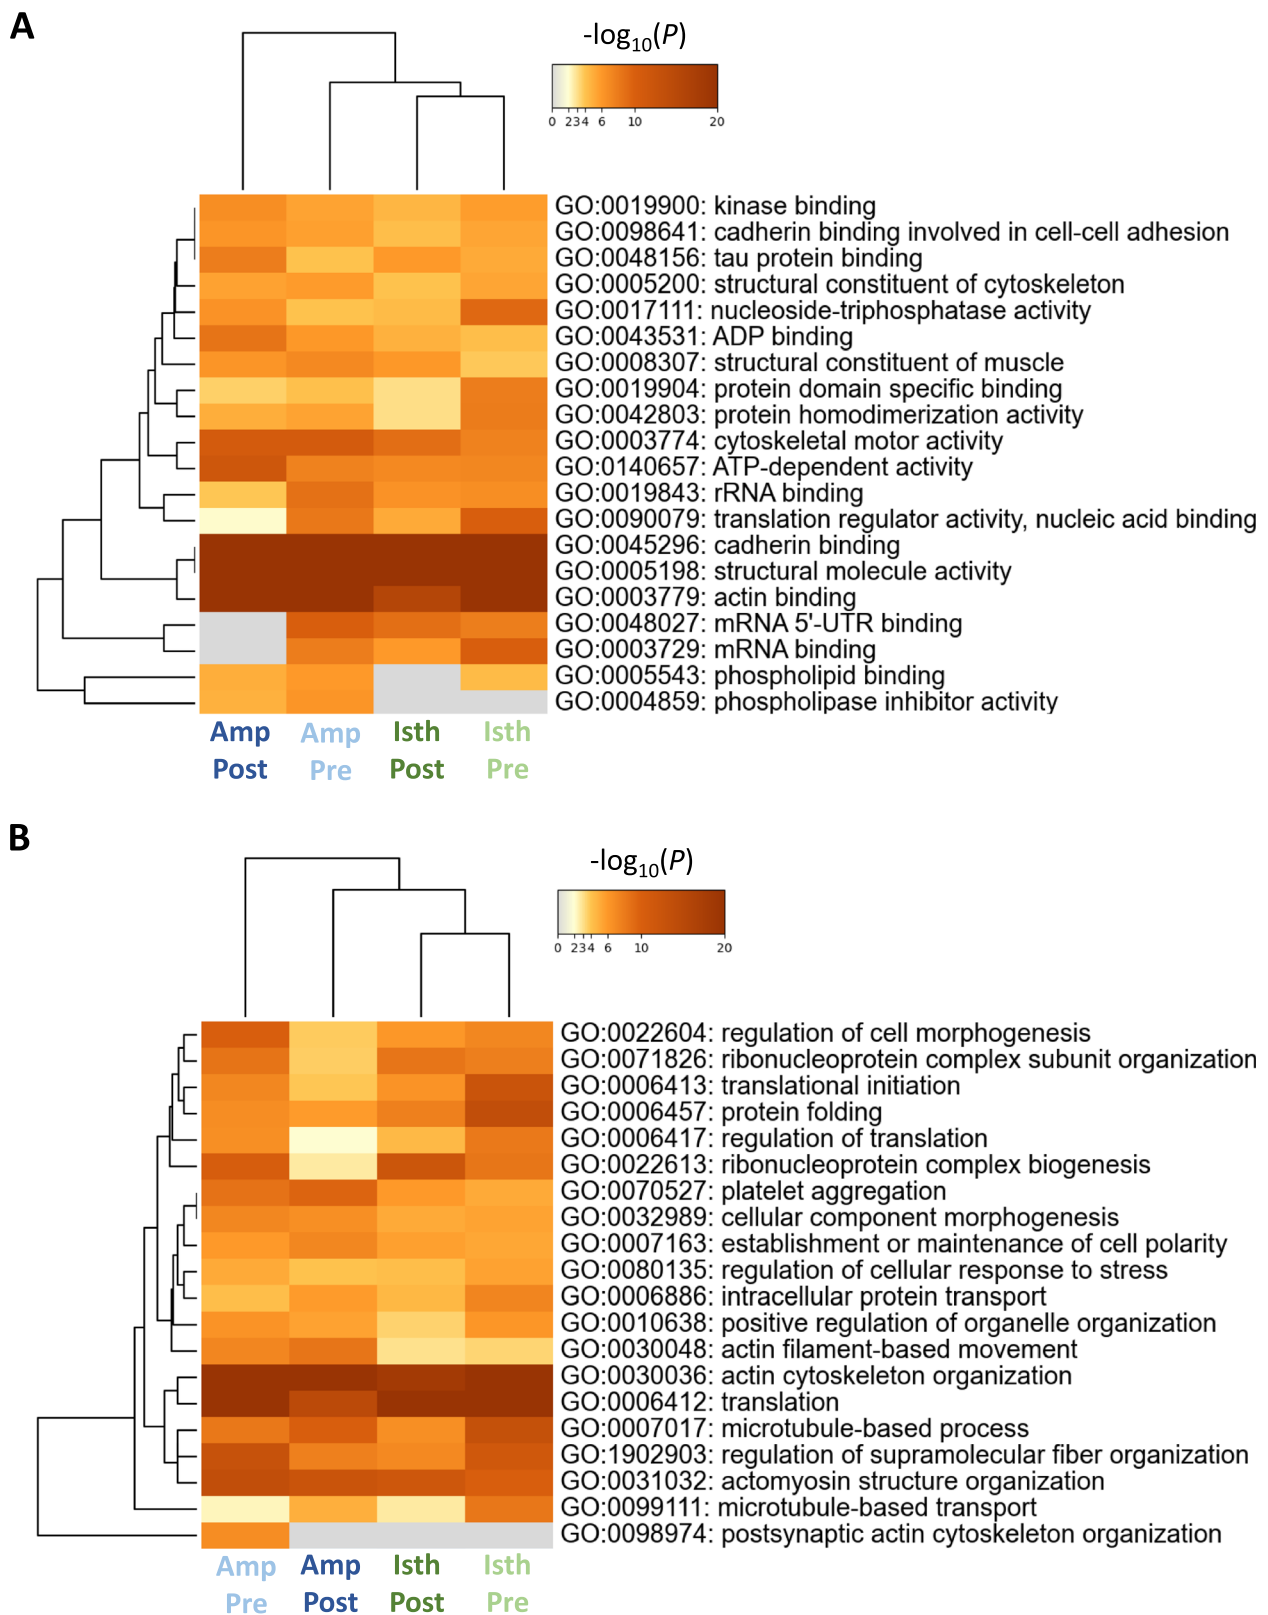 A
-log10(P)
0 2 3 4 6 10 20
GO:0019900: kinase binding
GO:0098641: cadherin binding involved in cell-cell adhesion
GO:0048156: tau protein binding
GO:0005200: structural constituent of cytoskeleton
GO:0017111: nucleoside-triphosphatase activity
GO:0043531: ADP binding
GO:0008307: structural constituent of muscle
GO:0019904: protein domain specific binding
GO:0042803: protein homodimerization activity
GO:0003774: cytoskeletal motor activity
GO:0140657: ATP-dependent activity
GO:0019843: rRNA binding
GO:0090079: translation regulator activity, nucleic acid binding
GO:0045296: cadherin binding
GO:0005198: structural molecule activity
GO:0003779: actin binding
GO:0048027: mRNA 5'-UTR binding
GO:0003729: mRNA binding
GO:0005543: phospholipid binding
GO:0004859: phospholipase inhibitor activity
Amp Amp Isth Isth
Post Pre Post Pre
B
-log10(P)
0 2 3 4 6 10 20
GO:0022604: regulation of cell morphogenesis
GO:0071826: ribonucleoprotein complex subunit organization
GO:0006413: translational initiation
GO:0006457: protein folding
GO:0006417: regulation of translation
GO:0022613: ribonucleoprotein complex biogenesis
GO:0070527: platelet aggregation
GO:0032989: cellular component morphogenesis
GO:0007163: establishment or maintenance of cell polarity
GO:0080135: regulation of cellular response to stress
GO:0006886: intracellular protein transport
GO:0010638: positive regulation of organelle organization
GO:0030048: actin filament-based movement
GO:0030036: actin cytoskeleton organization
GO:0006412: translation
GO:0007017: microtubule-based process
GO:1902903: regulation of supramolecular fiber organization
GO:0031032: actomyosin structure organization
GO:0099111: microtubule-based transport
GO:0098974: postsynaptic actin cytoskeleton organization
Amp Amp Isth Isth
Pre Post Post Pre